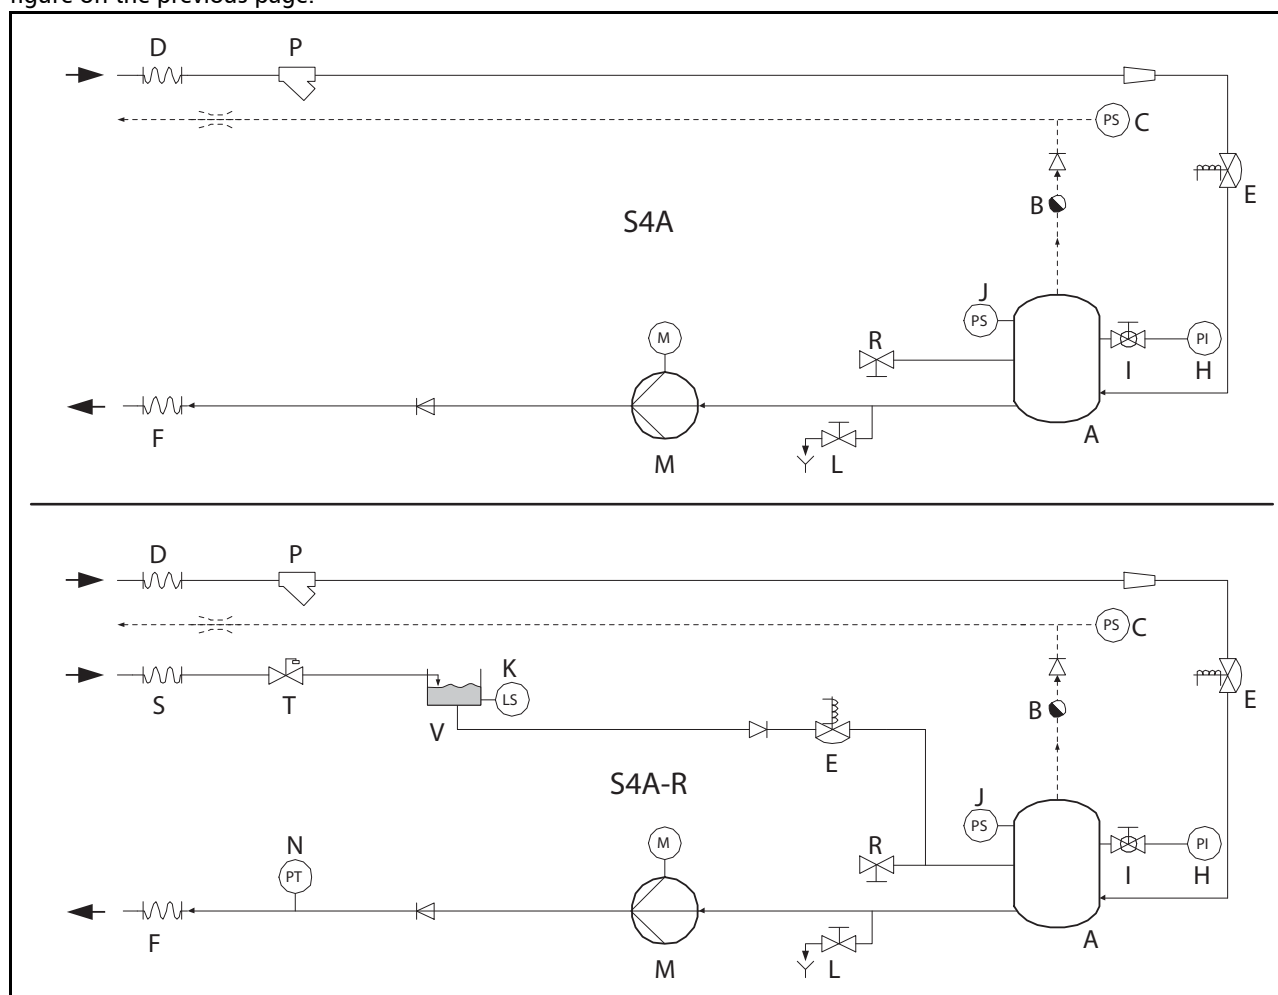 figure on the previous page.
D P
PS C
E
B
S4A
J
PS
M R PI
I H
F A
M L
D P
PS C
S T K
LS
V
E
B
E
S4A-R
J
PS
N M R PI
PT I H
F A
M L